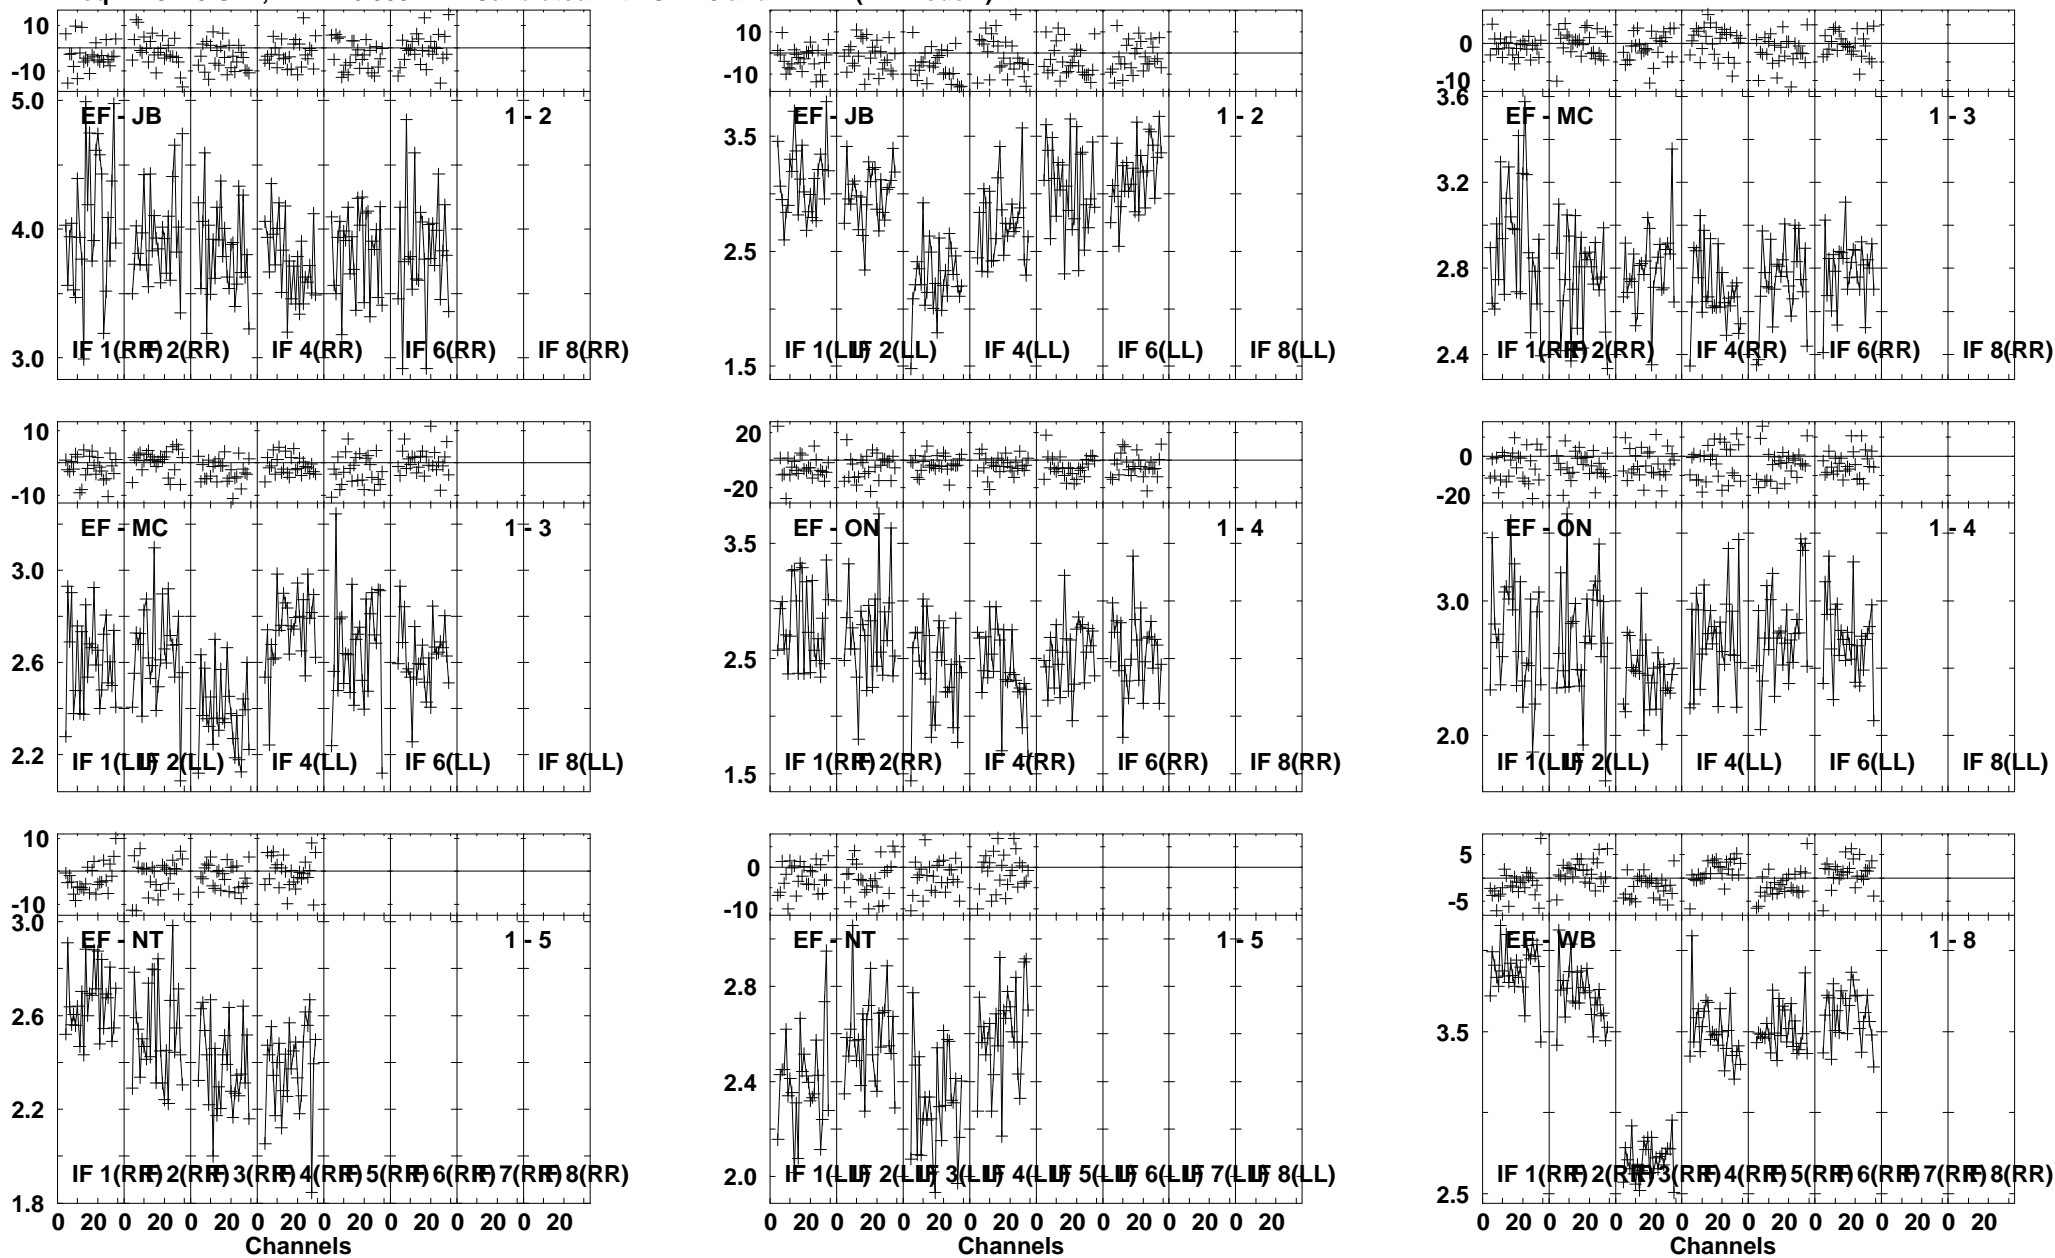 10
-10
5.0
4.0
3.0
EF - JB
1 - 2
IF 1(RR)
2(RR)
IF 4(RR)
IF 6(RR)
IF 8(RR)
10
-10
3.5
2.5
1.5
EF - JB
1 - 2
IF 1(LL)
IF 2(LL)
IF 4(LL)
IF 6(LL)
IF 8(LL)
0
-10
3.6
3.2
2.8
2.4
EF - MC
1 - 3
IF 1(RR)
2(RR)
IF 4(RR)
IF 6(RR)
IF 8(RR)
10
-10
3.0
2.6
2.2
EF - MC
1 - 3
IF 1(LL)
IF 2(LL)
IF 4(LL)
IF 6(LL)
IF 8(LL)
20
-20
3.5
2.5
1.5
EF - ON
1 - 4
IF 1(RR)
2(RR)
IF 4(RR)
IF 6(RR)
IF 8(RR)
0
-20
3.0
2.0
EF - ON
1 - 4
IF 1(LL)
IF 2(LL)
IF 4(LL)
IF 6(LL)
IF 8(LL)
10
-10
3.0
2.6
2.2
1.8
EF - NT
1 - 5
IF 1(RR)
IF 2(RR)
IF 3(RR)
IF 4(RR)
IF 5(RR)
IF 6(RR)
IF 7(RR)
IF 8(RR)
0 20 0 20 0 20 0 20 0 20 0 20 0 20 0 20
Channels
0
-10
2.8
2.4
2.0
EF - NT
1 - 5
IF 1(LL)
IF 2(LL)
IF 3(LL)
IF 4(LL)
IF 5(LL)
IF 6(LL)
IF 7(LL)
IF 8(LL)
0 20 0 20 0 20 0 20 0 20 0 20 0 20 0 20
Channels
5
-5
3.5
2.5
EF - WB
1 - 8
IF 1(RR)
IF 2(RR)
IF 3(RR)
IF 4(RR)
IF 5(RR)
IF 6(RR)
IF 7(RR)
IF 8(RR)
0 20 0 20 0 20 0 20 0 20 0 20 0 20 0 20
Channels